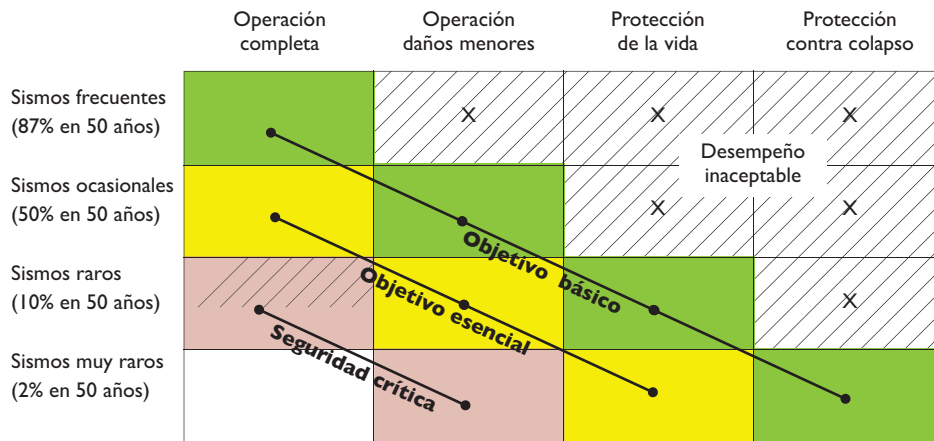 Operación
completa
Operación
daños menores
Protección
de la vida
Protección
contra colapso
Sismos frecuentes
(87% en 50 años)
X
X
X
Desempeño
inaceptable
Sismos ocasionales
(50% en 50 años)
X
X
Objetivo básico
Sismos raros
(10% en 50 años)
X
Objetivo esencial
Seguridad crítica
Sismos muy raros
(2% en 50 años)